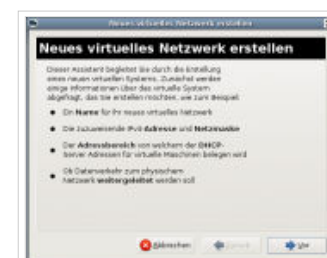 Neues virtuelles Netzwerk erstellen
Neues virtuelles Netzwerk erstellen
Dieser Assistent begleitet Sie durch die Erstellung
eines neuen virtuellen Systems. Zunächst werden
einige Informationen über das virtuelle System
abgefragt, das Sie erstellen möchten, wie zum Beispiel:
Ein Name für Ihr neues virtuelles Netzwerk
Die zuzuweisende IPv4-Adresse und Netzmaske
Der Adressbereich von welchem der DHCP-
Server Adressen für virtuelle Maschinen belegen wird
Ob Datenverkehr zum physischem
Netzwerk weitergeleitet werden soll
Abbrechen Zurück Vor